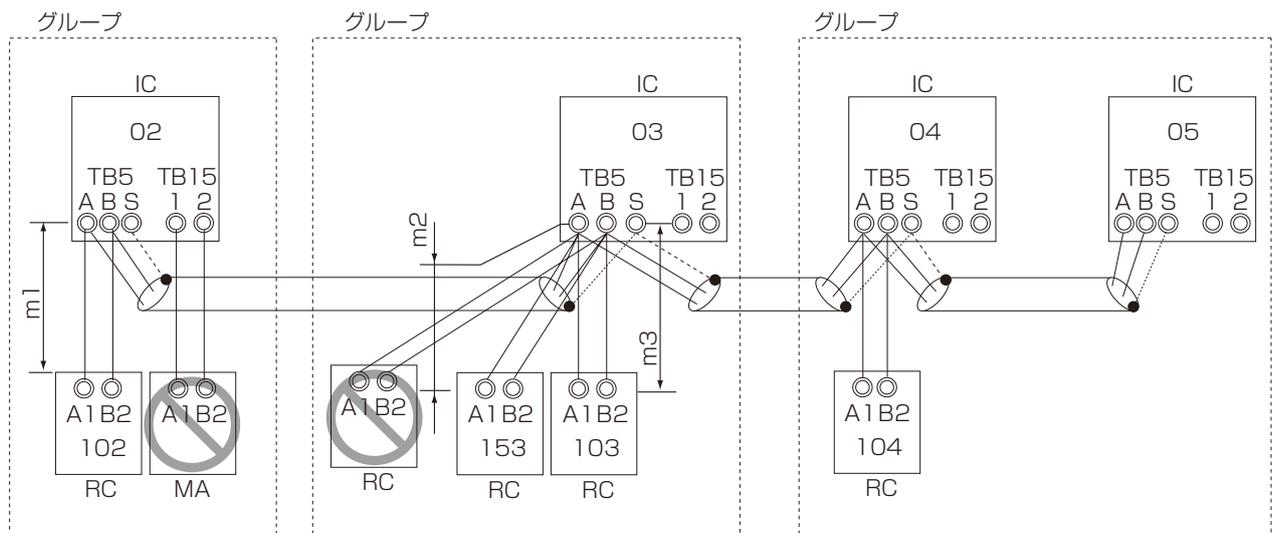 グループ
グループ
グループ
IC
IC
IC
IC
02
03
04
05
TB5 TB15
A B S 1 2
TB5 TB15
A B S 1 2
TB5 TB15
A B S 1 2
TB5 TB15
A B S 1 2
m1
m2
m3
A1B2
102
RC
A1B2
MA
A1B2
RC
A1B2
153
RC
A1B2
103
RC
A1B2
104
RC